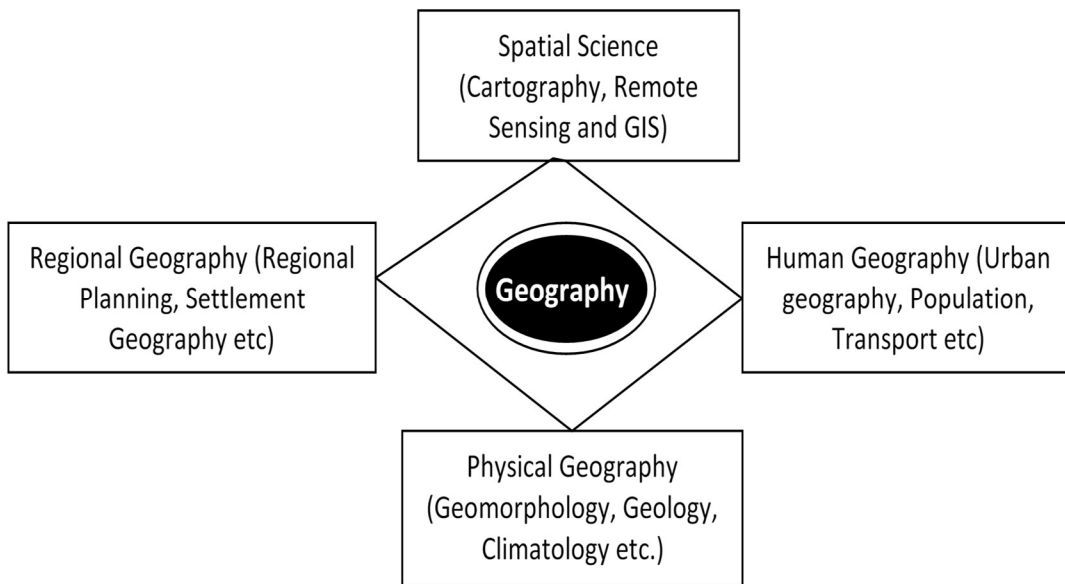 Spatial Science
(Cartography, Remote
Sensing and GIS)
Regional Geography (Regional
Planning, Settlement
Geography etc)
Geography
Human Geography (Urban
geography, Population,
Transport etc)
Physical Geography
(Geomorphology, Geology,
Climatology etc.)